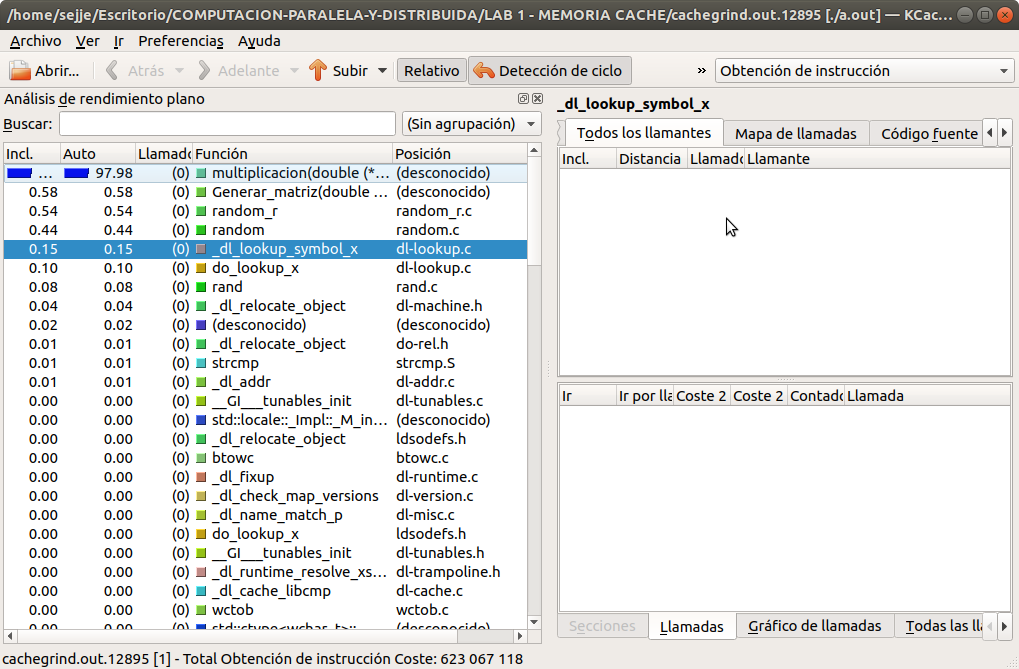 /home/sejje/Escritorio/COMPUTACION-PARALELA-Y-DISTRIBUIDA/LAB 1 - MEMORIA CACHE/cachegrind.out.12895 [./a.out] — KCac...
Archivo Ver Ir Preferencias Ayuda
Abrir... Atrás Adelante Subir Relativo Detección de ciclo » Obtención de instrucción
Análisis de rendimiento plano
Buscar: (Sin agrupación)
Incl. Auto Llamado Función Posición
... 97.98 (0) multiplicacion(double (*... (desconocido)
0.58 0.58 (0) Generar_matriz(double ... (desconocido)
0.54 0.54 (0) random_r random_r.c
0.44 0.44 (0) random random.c
0.15 0.15 (0) _dl_lookup_symbol_x dl-lookup.c
0.10 0.10 (0) do_lookup_x dl-lookup.c
0.08 0.08 (0) rand rand.c
0.04 0.04 (0) _dl_relocate_object dl-machine.h
0.02 0.02 (0) (desconocido) (desconocido)
0.01 0.01 (0) _dl_relocate_object do-rel.h
0.01 0.01 (0) strcmp strcmp.S
0.01 0.01 (0) _dl_addr dl-addr.c
0.01 0.01 (0) __GI___tunables_init dl-tunables.c
0.01 0.01 (0) std::locale::_Impl::_M_in... (desconocido)
0.00 0.00 (0) _dl_relocate_object ldsodefs.h
0.00 0.00 (0) btowc btowc.c
0.00 0.00 (0) _dl_fixup dl-runtime.c
0.00 0.00 (0) _dl_check_map_versions dl-version.c
0.00 0.00 (0) _dl_name_match_p dl-misc.c
0.00 0.00 (0) do_lookup_x ldsodefs.h
0.00 0.00 (0) __GI___tunables_init dl-tunables.h
0.00 0.00 (0) _dl_runtime_resolve_xs... dl-trampoline.h
0.00 0.00 (0) _dl_cache_libcmp dl-cache.c
0.00 0.00 (0) wctob wctob.c
0.00 0.00 (0) std::ctype<wchar_t>:: (desconocido)
_dl_lookup_symbol_x
Todos los llamantes Mapa de llamadas Código fuente
Incl. Distancia Llamado Llamante
Ir Ir por lla Coste 2 Coste 2 Contado Llamada
Secciones Llamadas Gráfico de llamadas Todas las ll
cachegrind.out.12895 [1] - Total Obtención de instrucción Coste: 623 067 118